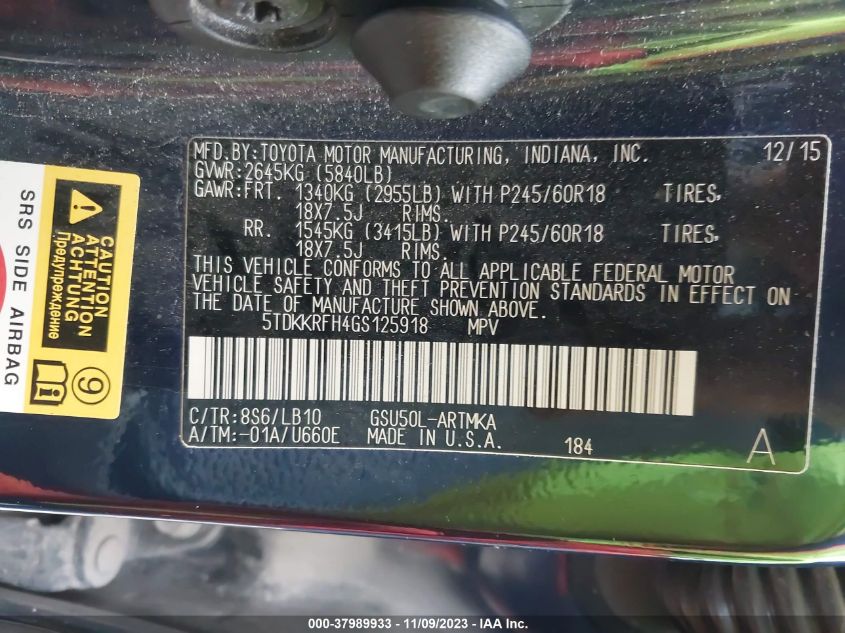 MFD.BY:TOYOTA MOTOR MANUFACTURING, INDIANA, INC. 12/15
GVWR:2645KG (5840LB)
GAWR:FRT. 1340KG (2955LB) WITH P245/60R18 TIRES,
18X7.5J RIMS.
RR. 1545KG (3415LB) WITH P245/60R18 TIRES,
18X7.5J RIMS.
THIS VEHICLE CONFORMS TO ALL APPLICABLE FEDERAL MOTOR
VEHICLE SAFETY AND THEFT PREVENTION STANDARDS IN EFFECT ON
THE DATE OF MANUFACTURE SHOWN ABOVE.
5TDKKRFH4GS125918 MPV
C/TR:8S6/LB10 GSU50L-ARTMKA
A/TM:-01A/U660E MADE IN U.S.A. 184 A
SRS SIDE AIRBAG
CAUTION
ATTENTION
ACHTUNG
Предупреждение
9
000-37989933 - 11/09/2023 - IAAI.COM